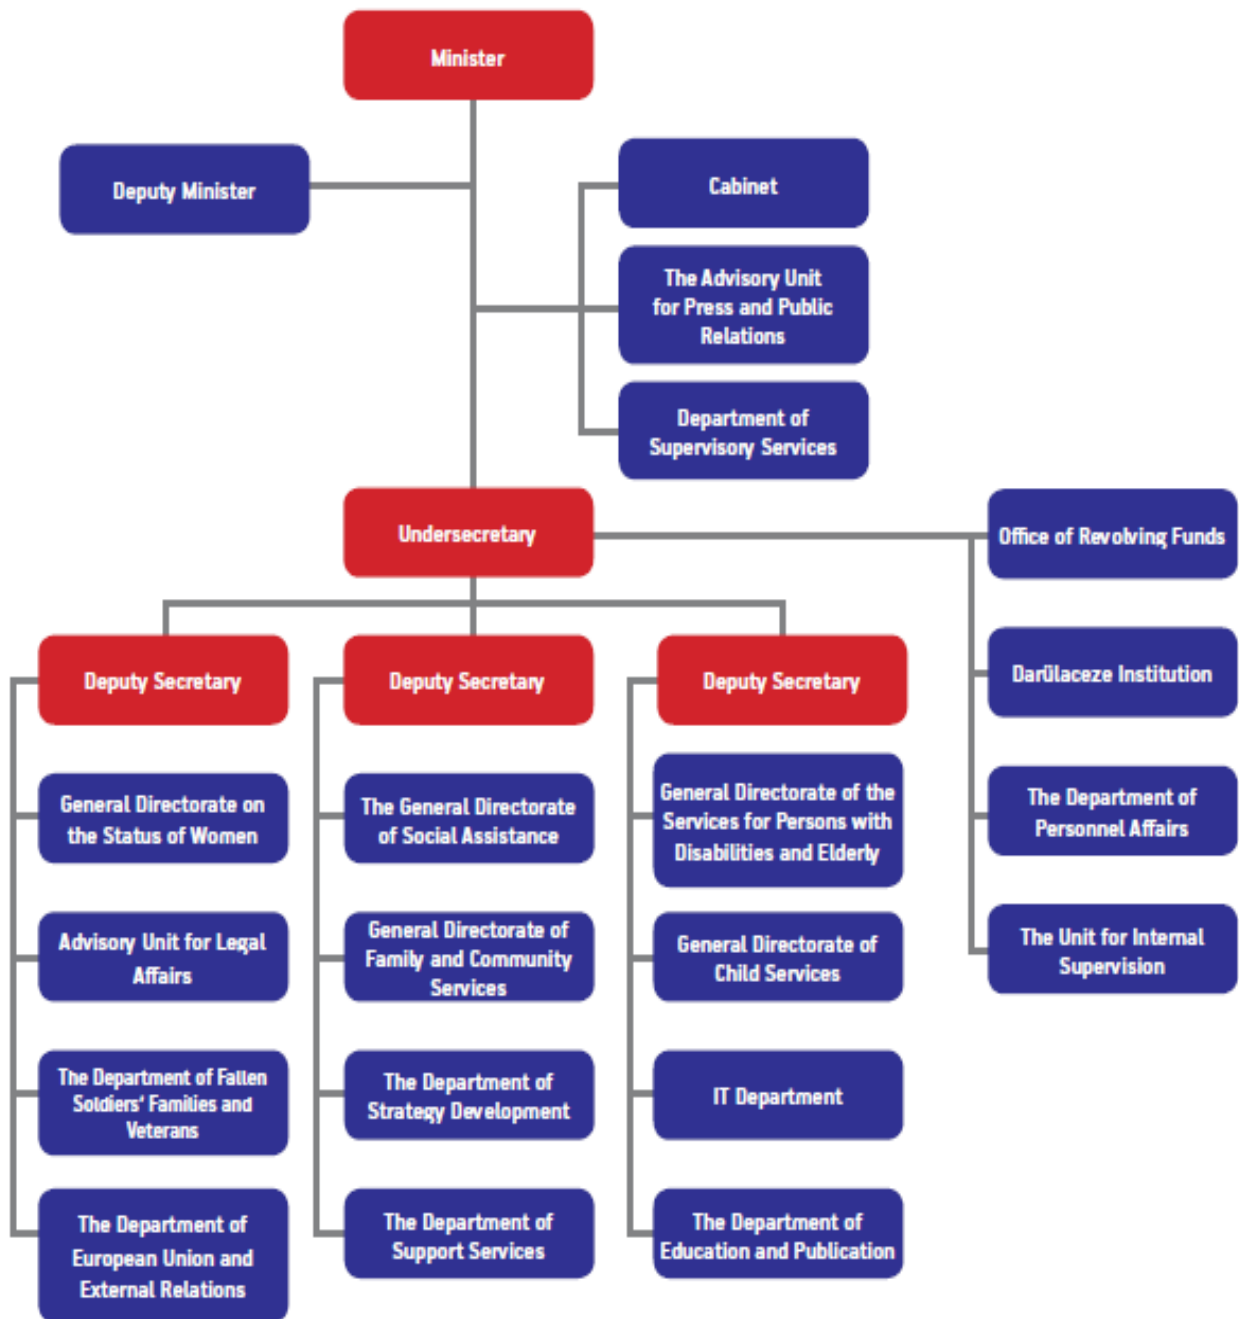 Minister
Deputy Minister
Cabinet
The Advisory Unit
for Press and Public
Relations
Department of
Supervisory Services
Undersecretary
Office of Revolving Funds
Deputy Secretary
Deputy Secretary
Deputy Secretary
Darülaceze Institution
General Directorate on
the Status of Women
The General Directorate
of Social Assistance
General Directorate of the
Services for Persons with
Disabilities and Elderly
The Department of
Personnel Affairs
Advisory Unit for Legal
Affairs
General Directorate of
Family and Community
Services
General Directorate of
Child Services
The Unit for Internal
Supervision
The Department of Fallen
Soldiers' Families and
Veterans
The Department of
Strategy Development
IT Department
The Department of
European Union and
External Relations
The Department of
Support Services
The Department of
Education and Publication